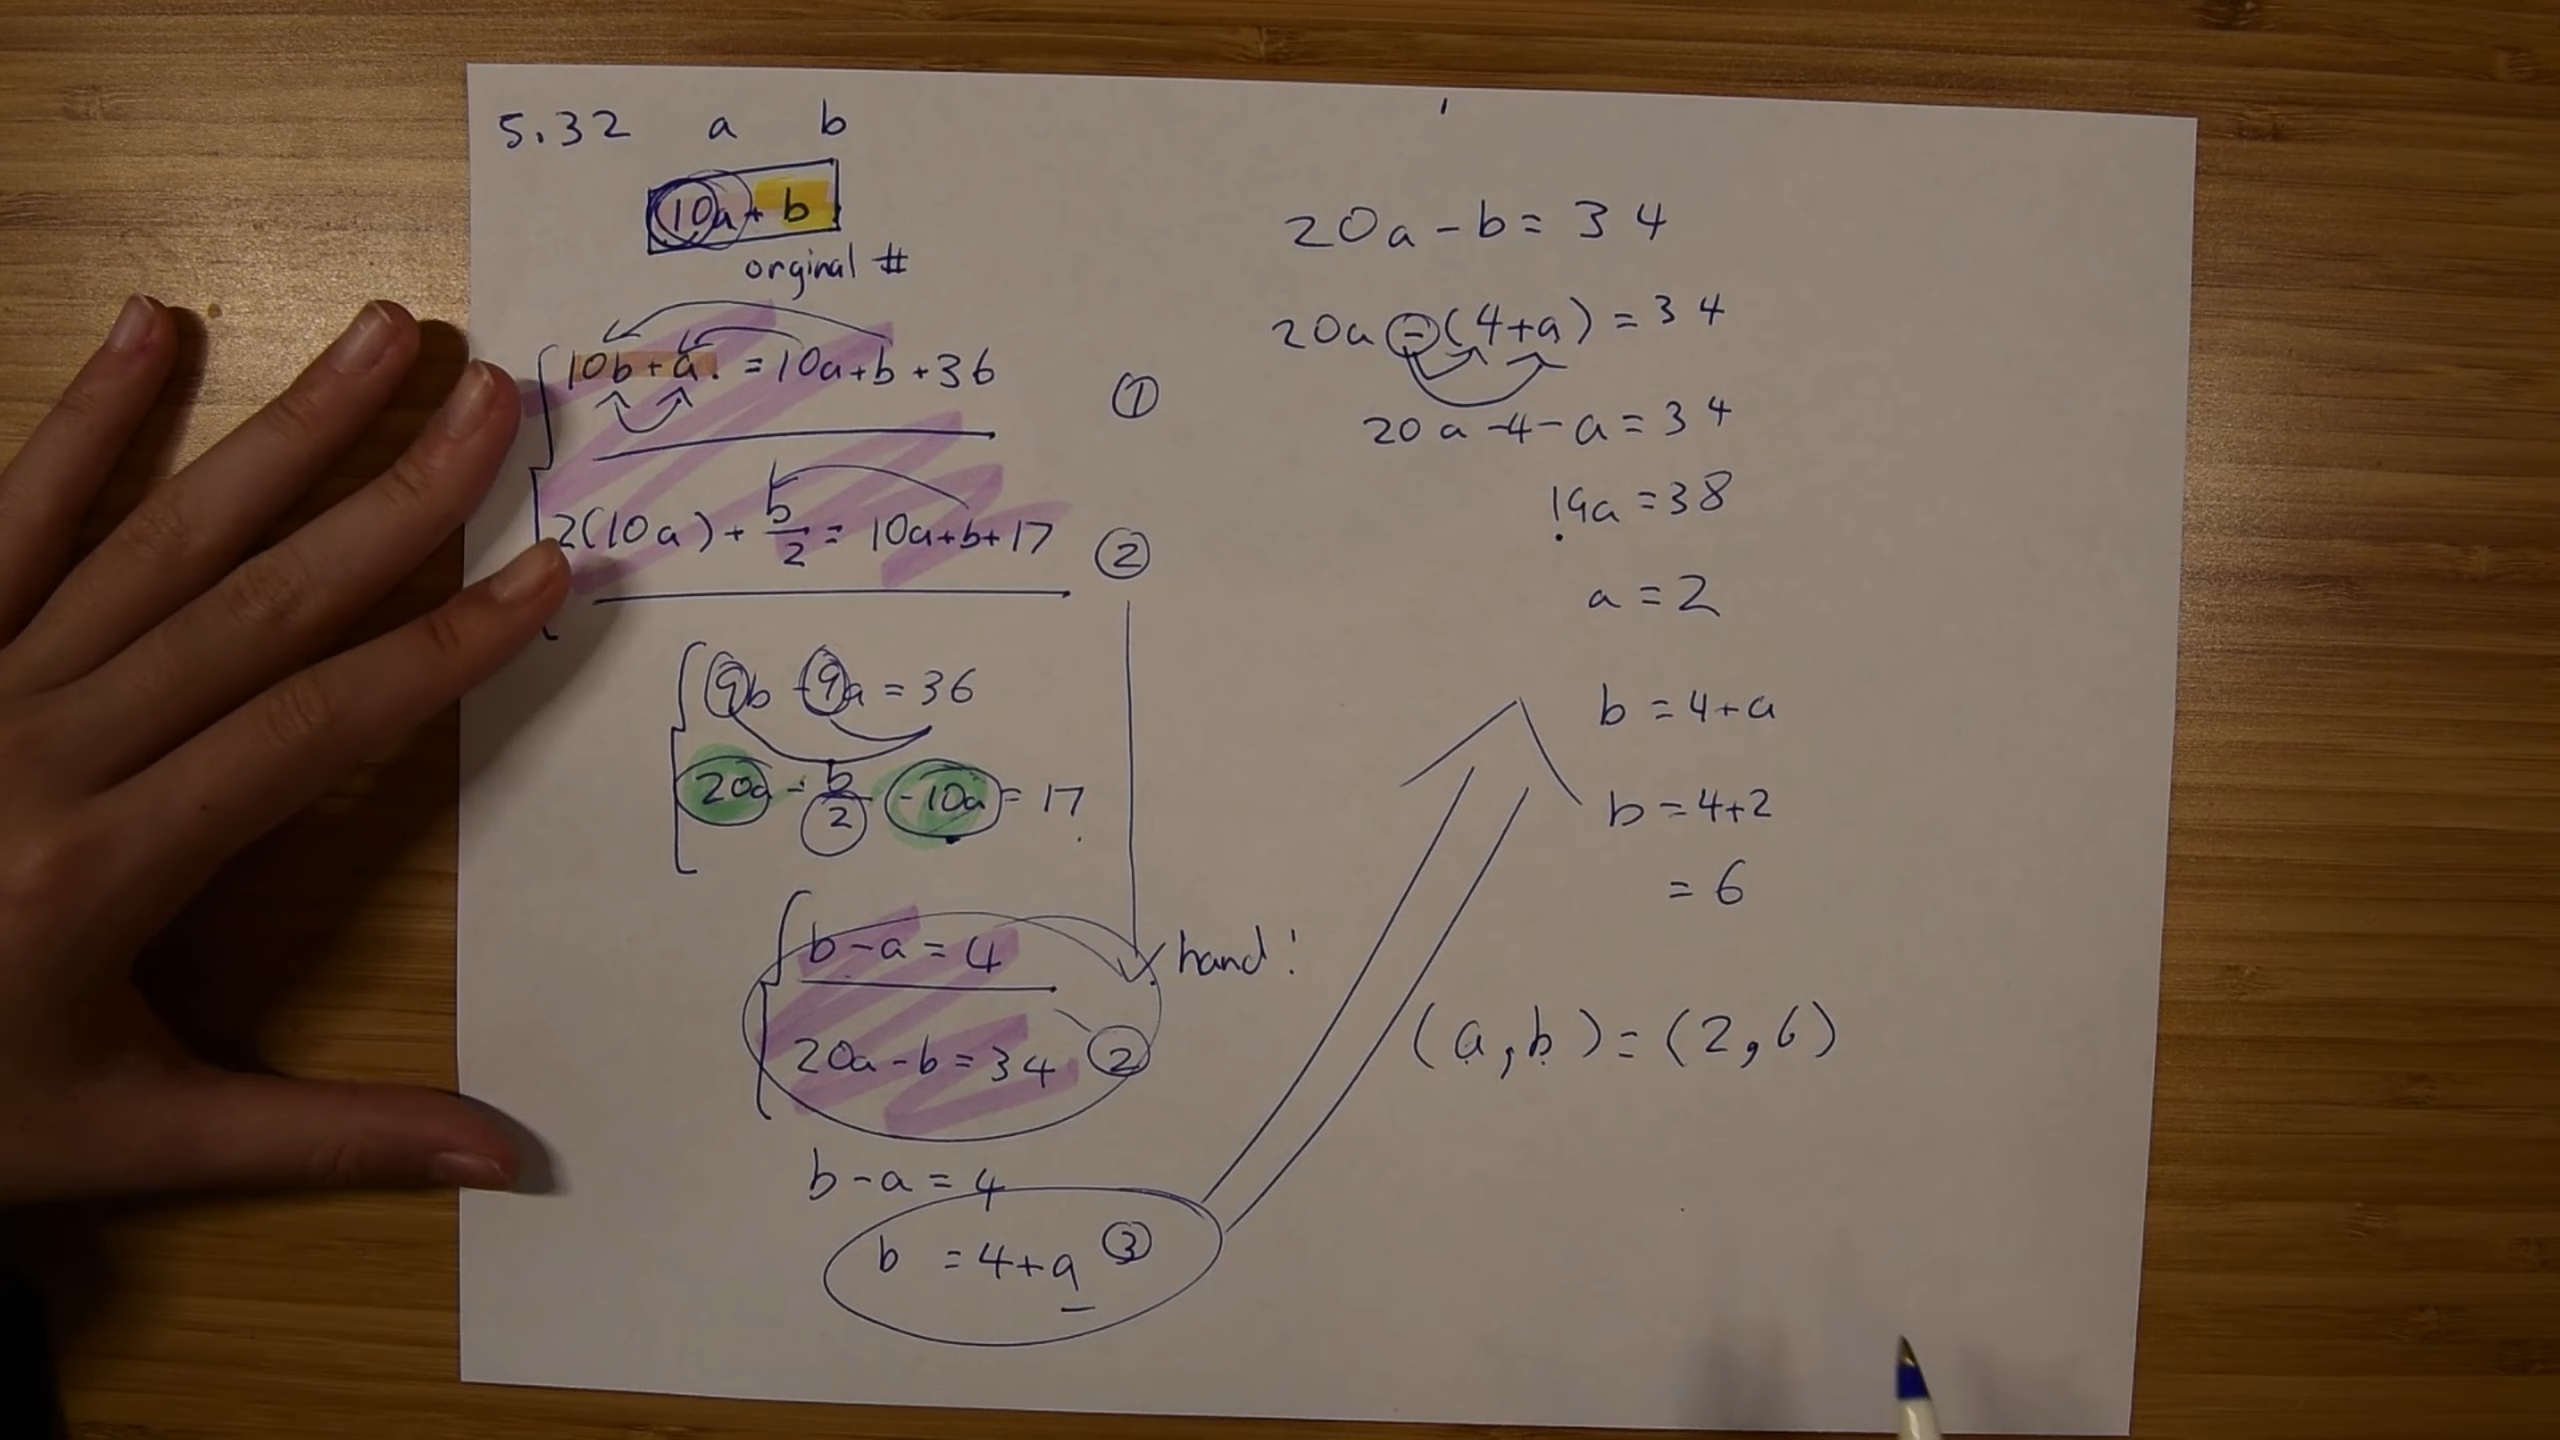 5.32 a b
10a + b
orginal #
10b + a = 10a + b + 36 ①
2(10a) + b/2 = 10a + b + 17 ②
9b - 9a = 36
20a - b/2 - 10a = 17
b - a = 4
hand!
20a - b = 34 ②
b - a = 4
b = 4 + a ③
20a - b = 34
20a - (4 + a) = 34
20a - 4 - a = 34
19a = 38
a = 2
b = 4 + a
b = 4 + 2
= 6
(a, b) = (2, 6)